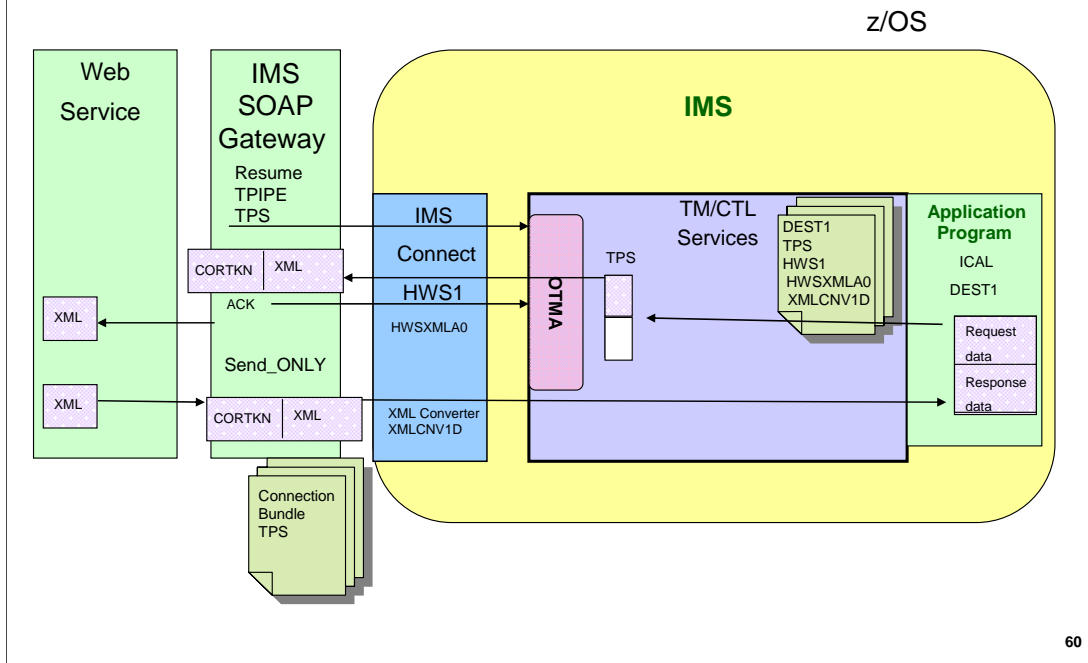 z/OS
Web
Service
IMS
SOAP
Gateway
Resume
TPIPE
TPS
IMS
IMS
Connect
HWS1
HWSXMLA0
TM/CTL
Services
DEST1
TPS
HWS1
HWSXMLA0
XMLCNV1D
Application
Program
ICAL
DEST1
TPS
OTMA
CORTKN
XML
ACK
XML
Request
data
Response
data
Send_ONLY
XML
CORTKN
XML
XML Converter
XMLCNV1D
Connection
Bundle
TPS
60